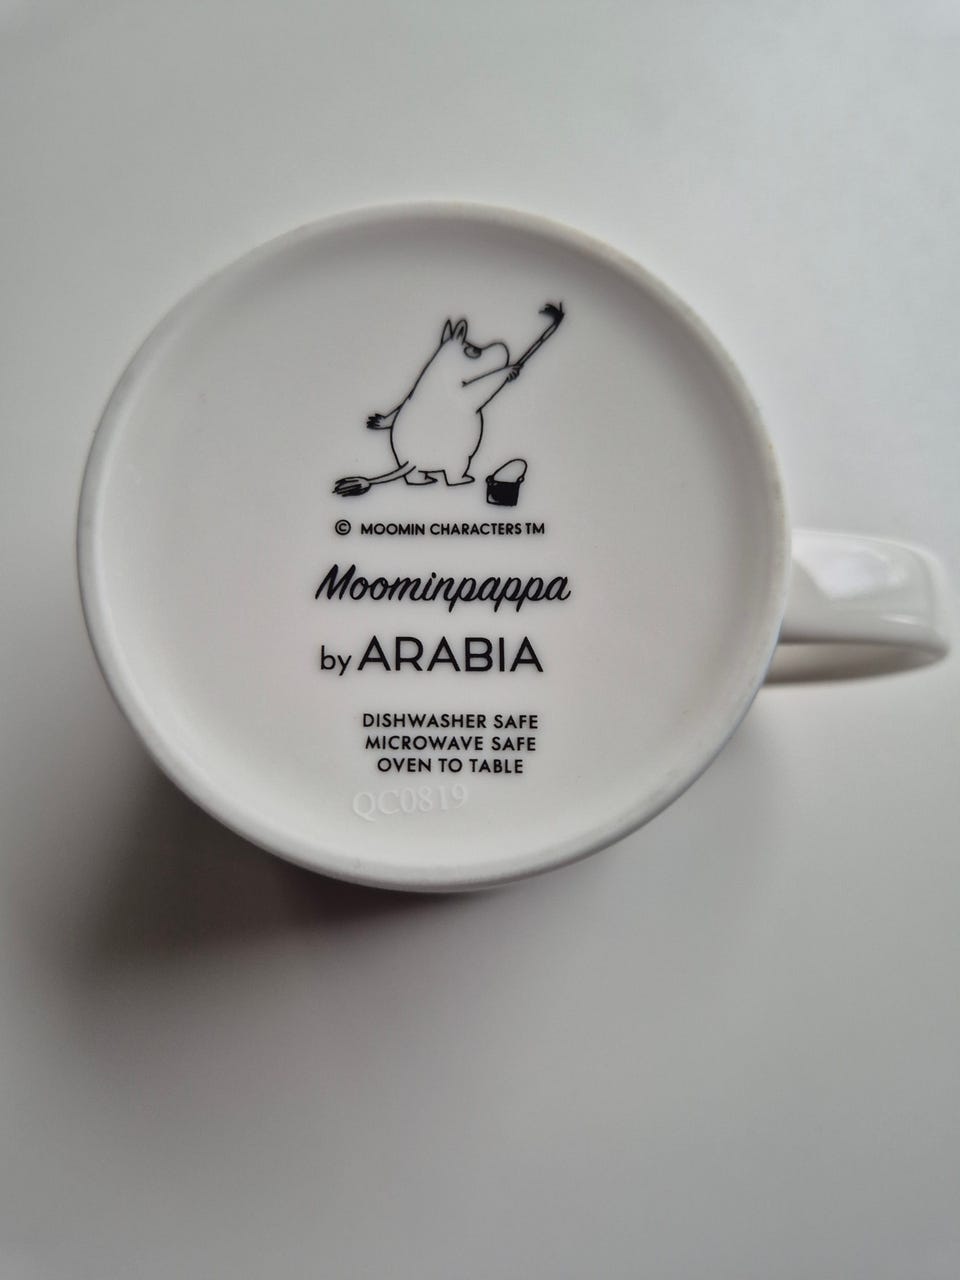 © MOOMIN CHARACTERS TM
Moominpappa
by ARABIA
DISHWASHER SAFE
MICROWAVE SAFE
OVEN TO TABLE
QC0819